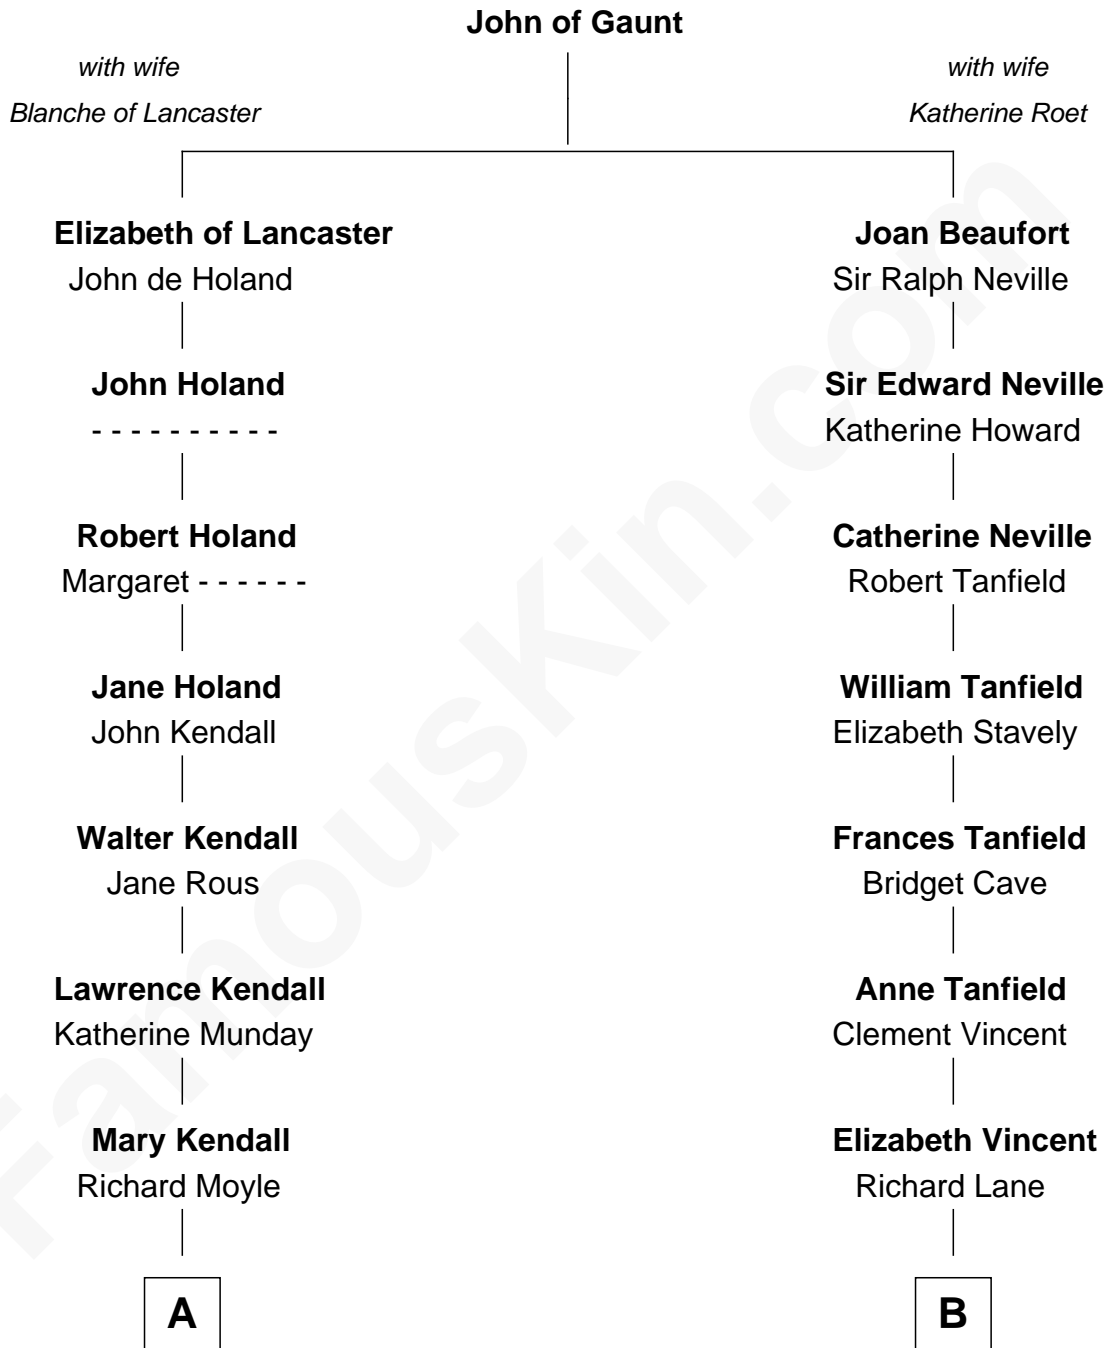 John of Gaunt
with wife
Blanche of Lancaster
with wife
Katherine Roet
Elizabeth of Lancaster
John de Holand
Joan Beaufort
Sir Ralph Neville
John Holand
- - - - - - - - - -
Sir Edward Neville
Katherine Howard
Robert Holand
Margaret - - - - - -
Catherine Neville
Robert Tanfield
Jane Holand
John Kendall
William Tanfield
Elizabeth Stavely
Walter Kendall
Jane Rous
Frances Tanfield
Bridget Cave
Lawrence Kendall
Katherine Munday
Anne Tanfield
Clement Vincent
Mary Kendall
Richard Moyle
Elizabeth Vincent
Richard Lane
A
B
FamousKin.com